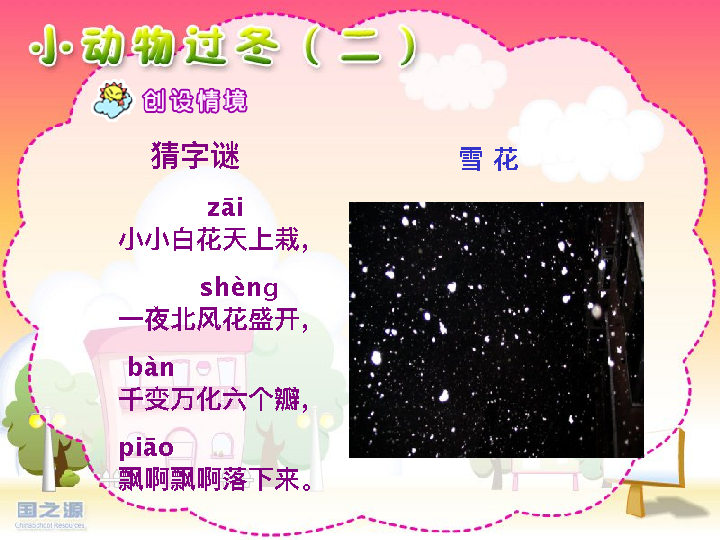 小动物过冬（二）
创设情境
猜字谜
zāi
小小白花天上栽,
shèng
一夜北风花盛开,
bàn
千变万化六个瓣,
piāo
飘啊飘啊落下来。
雪 花
国之源
ChinaSchool Resources